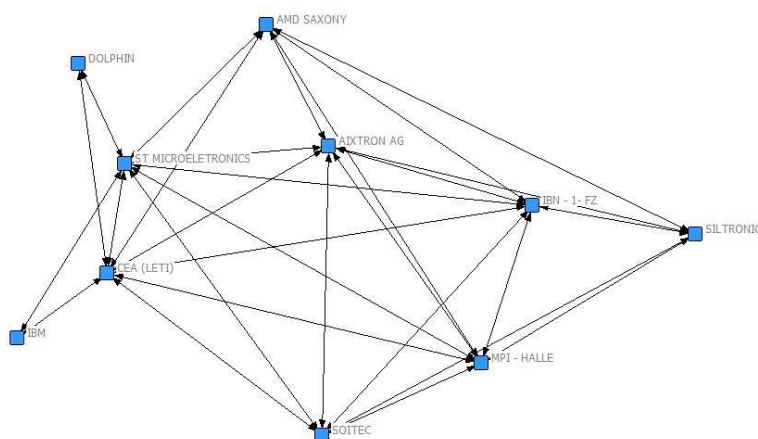 AMD SAXONY
DOLPHIN
AIXTRON AG
ST MICROELETRONICS
IBN - 1- FZ
SILTRONIC
CEA (LETI)
IBM
MPI - HALLE
SOITEC